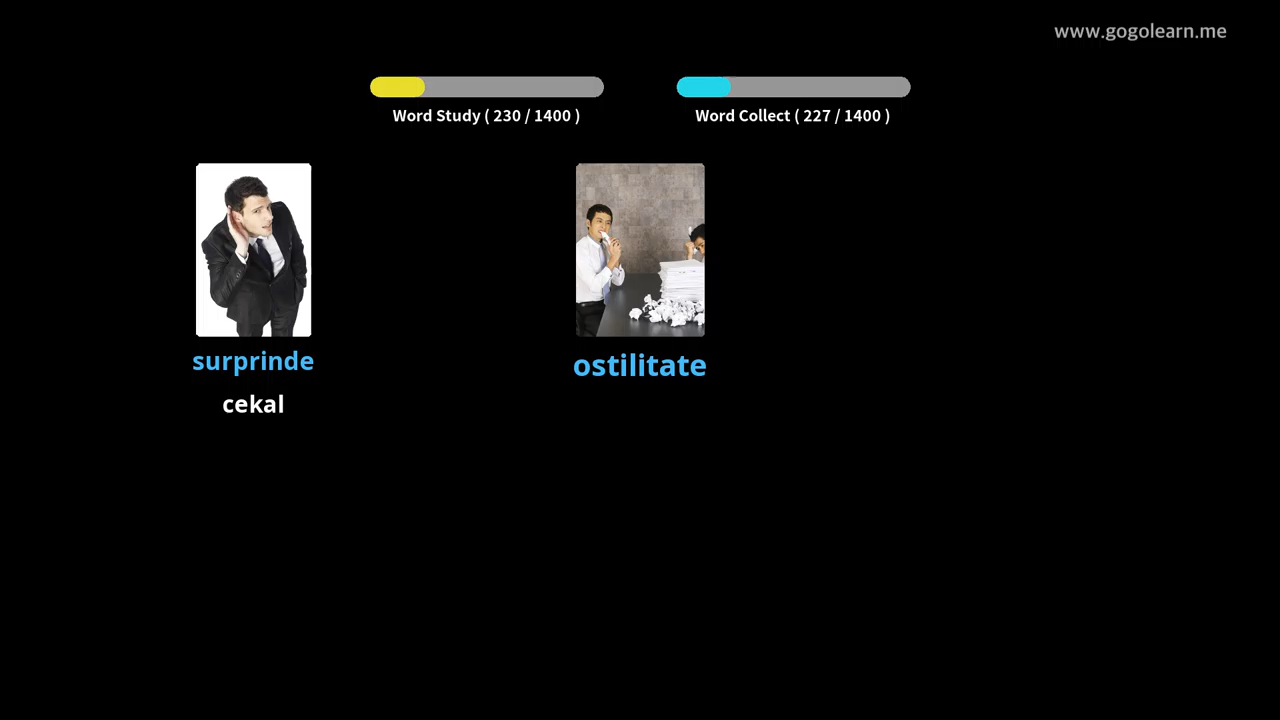 www.gogolearn.me
Word Study ( 230 / 1400 )
Word Collect ( 227 / 1400 )
surprinde
cekal
ostilitate